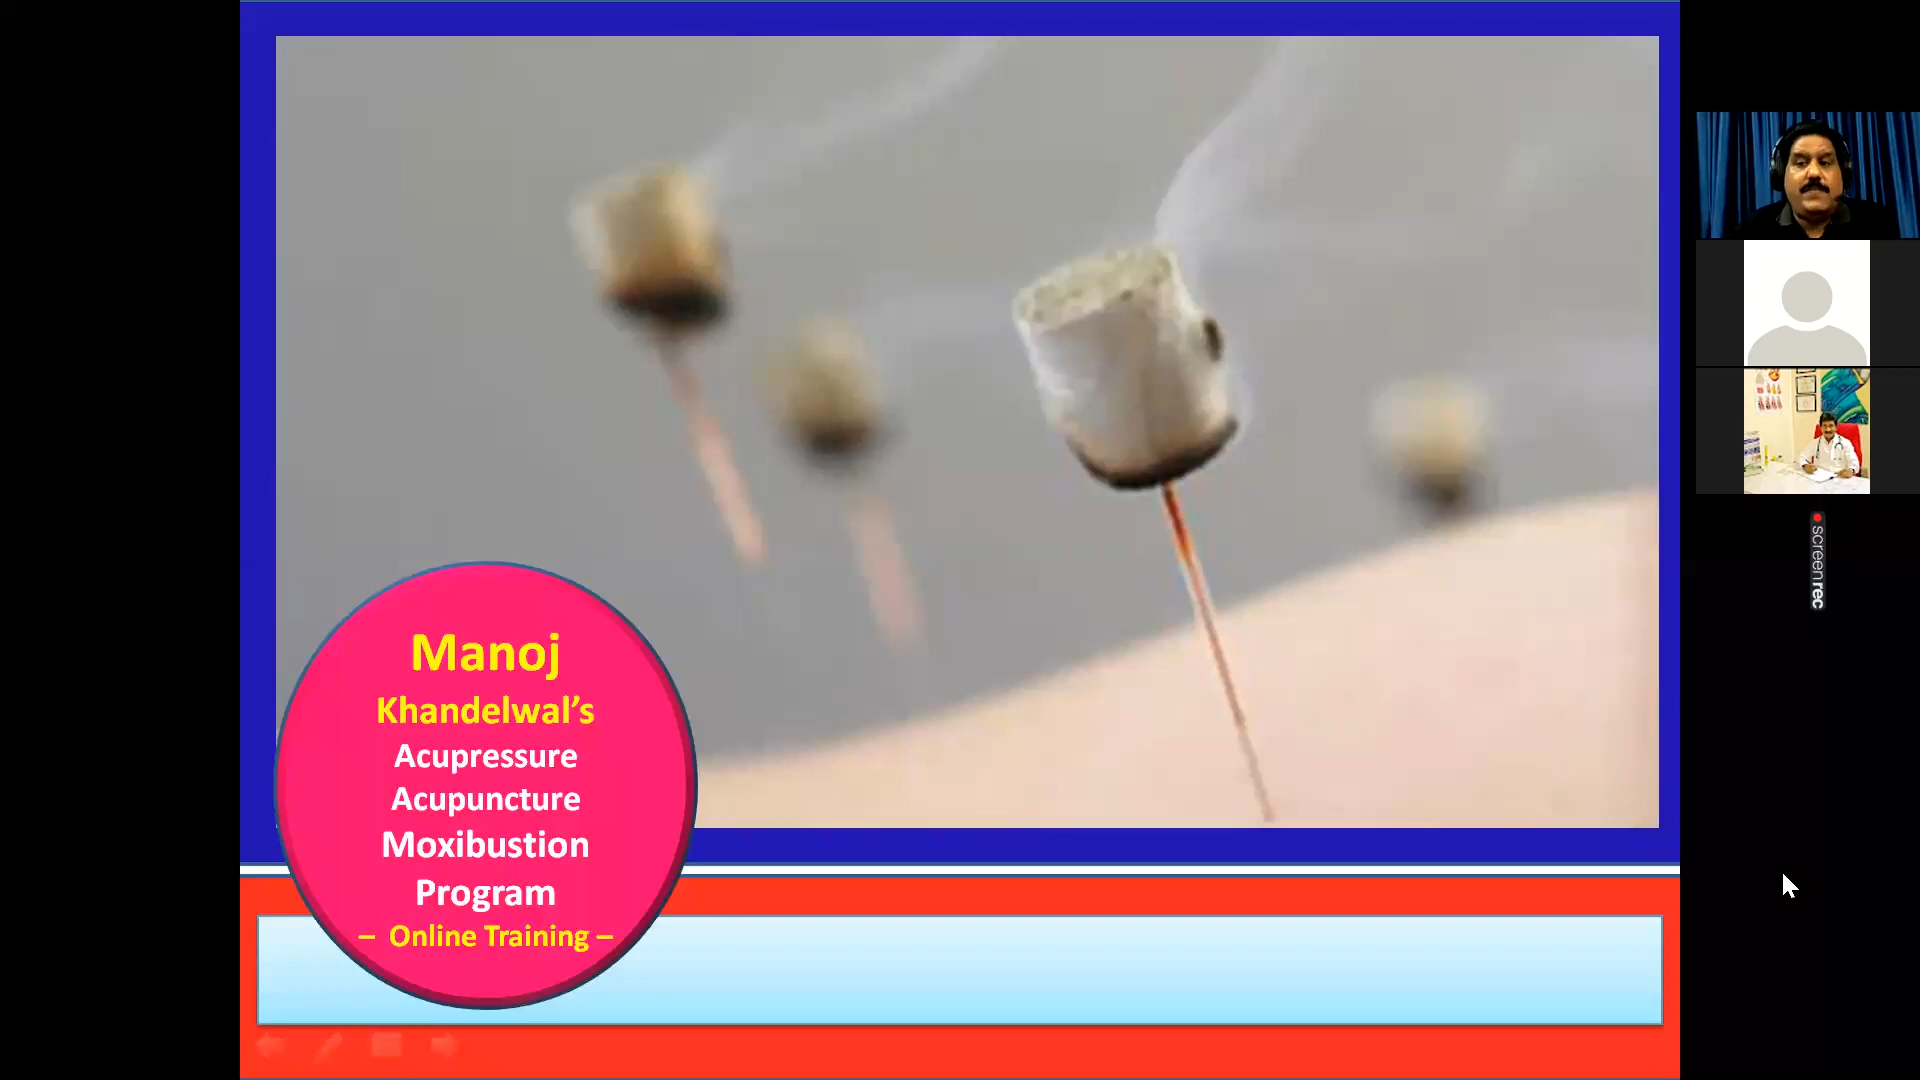 Manoj
Khandelwal’s
Acupressure
Acupuncture
Moxibustion
Program
– Online Training –
screenrec